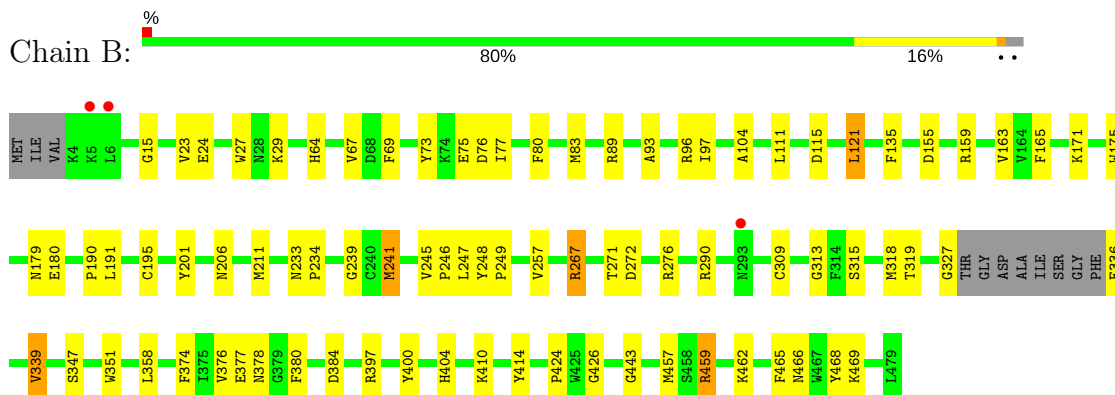 %
Chain B:
80% 16% • •
MET ILE VAL K4 K5 L6 G15 V23 E24 W27 N28 K29 H64 V67 D68 F69 Y73 K74 E75 D76 I77 F80 M83 R89 A93 R96 I97 A104 L111 D115 L121 F135 D155 R159 V163 V164 F165 K171
N179 E180 P190 L191 C195 Y201 N206 M211 N233 P234 G239 C240 M241 V245 P246 L247 Y248 P249 V257 R267 T271 D272 R276 R290 N293 C309 G313 F314 S315 M318 T319 G327 THR GLY ASP ALA ILE SER GLY PHE
V339 S347 W351 L358 F374 I375 V376 E377 N378 G379 F380 D384 R397 Y400 H404 K410 Y414 P424 W425 G426 G443 M457 S458 R459 K462 F465 N466 W467 Y468 K469 L479